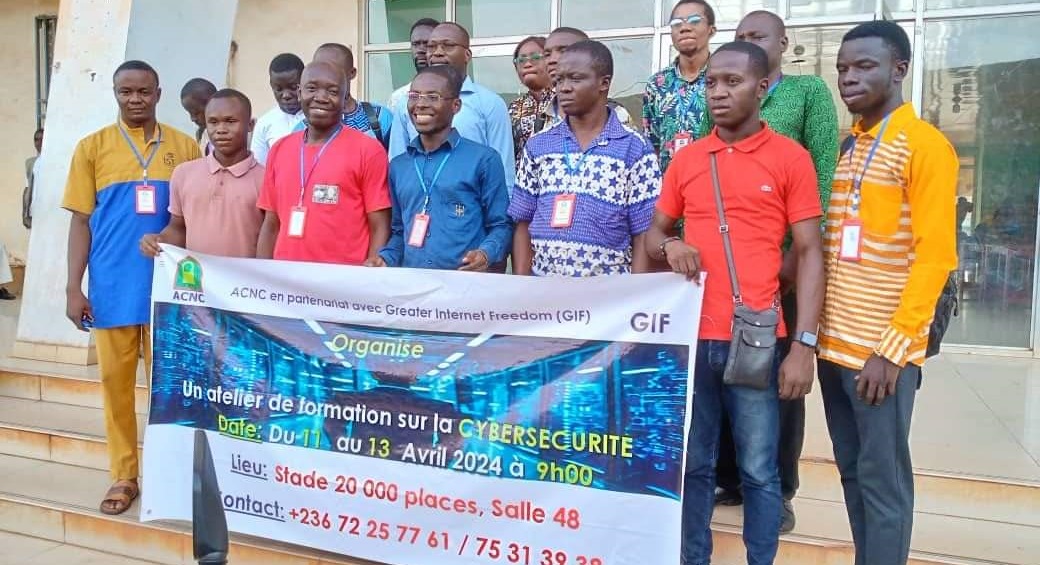 ACNC
ACNC en partenariat avec Greater Internet Freedom (GIF)
GIF
Organise
Un atelier de formation sur la CYBERSECURITE
Date: Du 11 au 13 Avril 2024 à 9h00
Lieu: Stade 20 000 places, Salle 48
Contact: +236 72 25 77 61 / 75 31 39